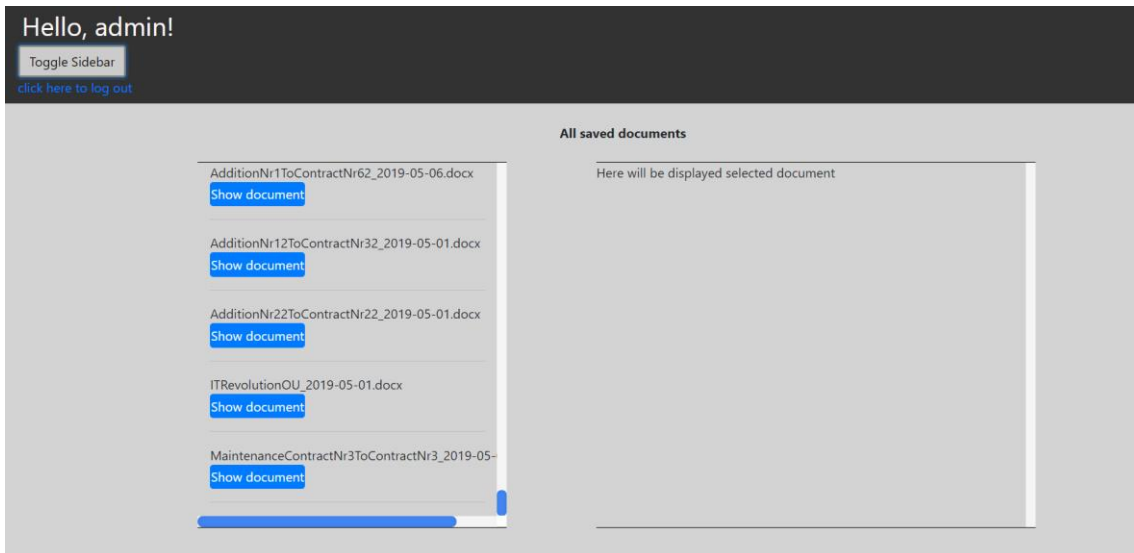 Hello, admin!
Toggle Sidebar
click here to log out
All saved documents
AdditionNr1ToContractNr62_2019-05-06.docx
Show document
AdditionNr12ToContractNr32_2019-05-01.docx
Show document
AdditionNr22ToContractNr22_2019-05-01.docx
Show document
ITRevolutionOU_2019-05-01.docx
Show document
MaintenanceContractNr3ToContractNr3_2019-05-
Show document
Here will be displayed selected document